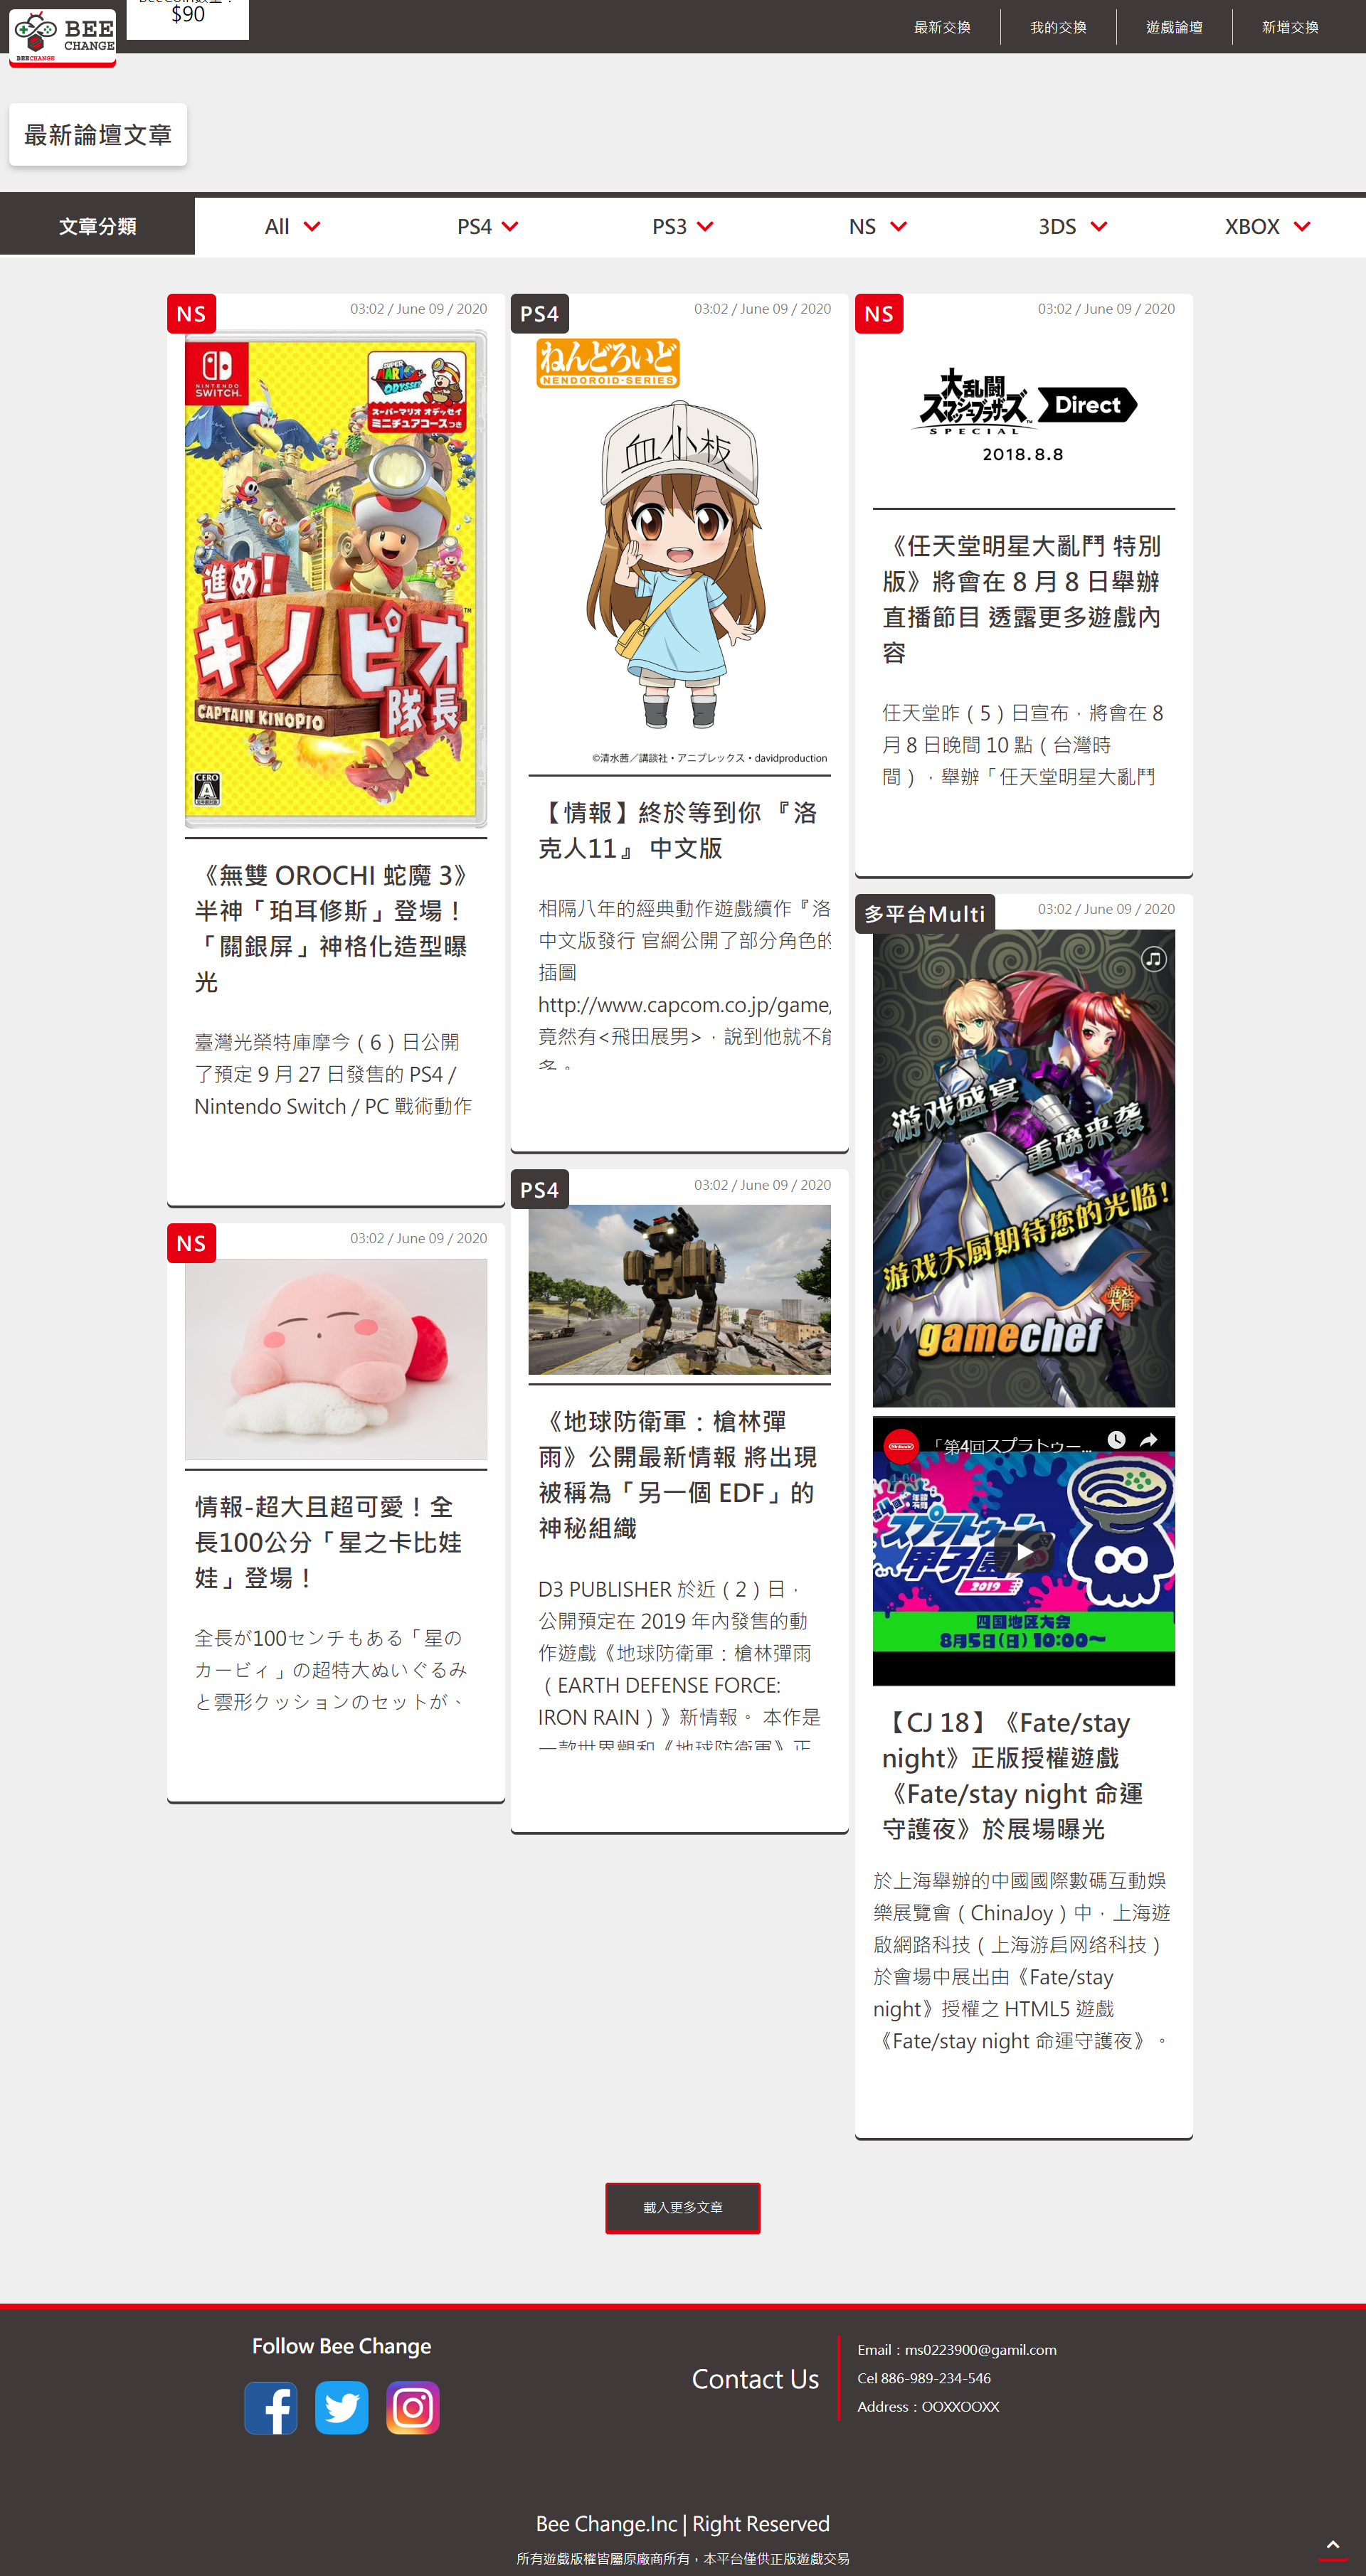 BEE
CHANGE
BEECHANGE
$90
最新交換
我的交換
遊戲論壇
新增交換
最新論壇文章
文章分類
All
PS4
PS3
NS
3DS
XBOX
NS
03:02 / June 09 / 2020
NINTENDO
SWITCH
SUPER
MARIO
ODYSSEY
スーパーマリオ オデッセイ
ミニチュアコースつき
進め!
キノピオ
隊長
CAPTAIN KINOPIO
CERO
A
《無雙 OROCHI 蛇魔 3》
半神「珀耳修斯」登場！
「關銀屏」神格化造型曝
光
臺灣光榮特庫摩今（6）日公開
了預定 9 月 27 日發售的 PS4 /
Nintendo Switch / PC 戰術動作
NS
03:02 / June 09 / 2020
情報-超大且超可愛！全
長100公分「星之卡比娃
娃」登場！
全長が100センチもある「星の
カービィ」の超特大ぬいぐるみ
と雲形クッションのセットが、
PS4
03:02 / June 09 / 2020
ねんどろいど
NENDOROID·SERIES
血小板
©清水茜／講談社・アニプレックス・davidproduction
【情報】終於等到你 『洛
克人11』 中文版
相隔八年的經典動作遊戲續作『洛
中文版發行 官網公開了部分角色的
插圖
http://www.capcom.co.jp/game/
竟然有<飛田展男>，說到他就不能
多。
PS4
03:02 / June 09 / 2020
《地球防衛軍：槍林彈
雨》公開最新情報 將出現
被稱為「另一個 EDF」的
神秘組織
D3 PUBLISHER 於近（2）日，
公開預定在 2019 年內發售的動
作遊戲《地球防衛軍：槍林彈雨
（EARTH DEFENSE FORCE:
IRON RAIN）》新情報。 本作是
一款世界觀和《地球防衛軍》正
NS
03:02 / June 09 / 2020
大乱闘
スマッシュブラザーズ
SPECIAL
Direct
2018.8.8
《任天堂明星大亂鬥 特別
版》將會在 8 月 8 日舉辦
直播節目 透露更多遊戲內
容
任天堂昨（5）日宣布，將會在 8
月 8 日晚間 10 點（台灣時
間），舉辦「任天堂明星大亂鬥
多平台Multi
03:02 / June 09 / 2020
游戏盛宴
重磅来袭
游戏大厨期待您的光临!
游戏
大厨
gamechef
「第4回スプラトゥー...
スプラトゥーン
甲子園
2019
四国地区大会
8月5日(日) 10:00～
【CJ 18】《Fate/stay
night》正版授權遊戲
《Fate/stay night 命運
守護夜》於展場曝光
於上海舉辦的中國國際數碼互動娛
樂展覽會（ChinaJoy）中，上海遊
啟網路科技（上海游启网络科技）
於會場中展出由《Fate/stay
night》授權之 HTML5 遊戲
《Fate/stay night 命運守護夜》。
載入更多文章
Follow Bee Change
Contact Us
Email：ms0223900@gamil.com
Cel 886-989-234-546
Address：OOXXOOXX
Bee Change.Inc | Right Reserved
所有遊戲版權皆屬原廠商所有，本平台僅供正版遊戲交易